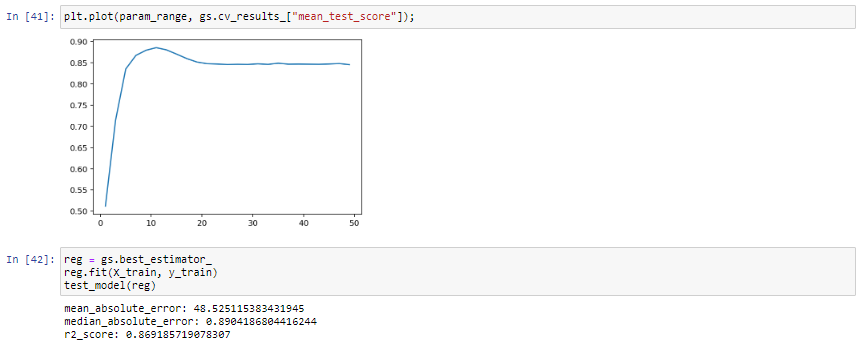 In [41]: plt.plot(param_range, gs.cv_results_["mean_test_score"]);
0.90
0.85
0.80
0.75
0.70
0.65
0.60
0.55
0.50
0 10 20 30 40 50
In [42]: reg = gs.best_estimator_
reg.fit(X_train, y_train)
test_model(reg)
mean_absolute_error: 48.525115383431945
median_absolute_error: 0.8904186804416244
r2_score: 0.869185719078307